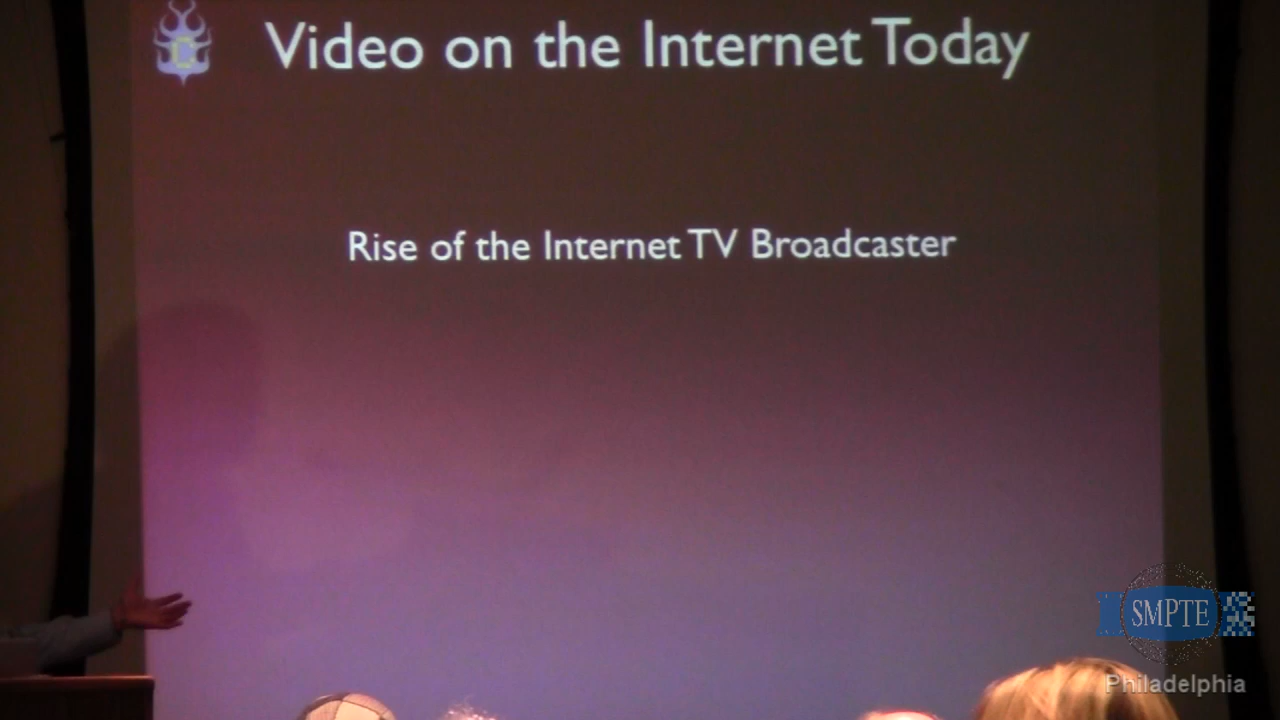 Video on the Internet Today
Rise of the Internet TV Broadcaster
SMPTE
Philadelphia